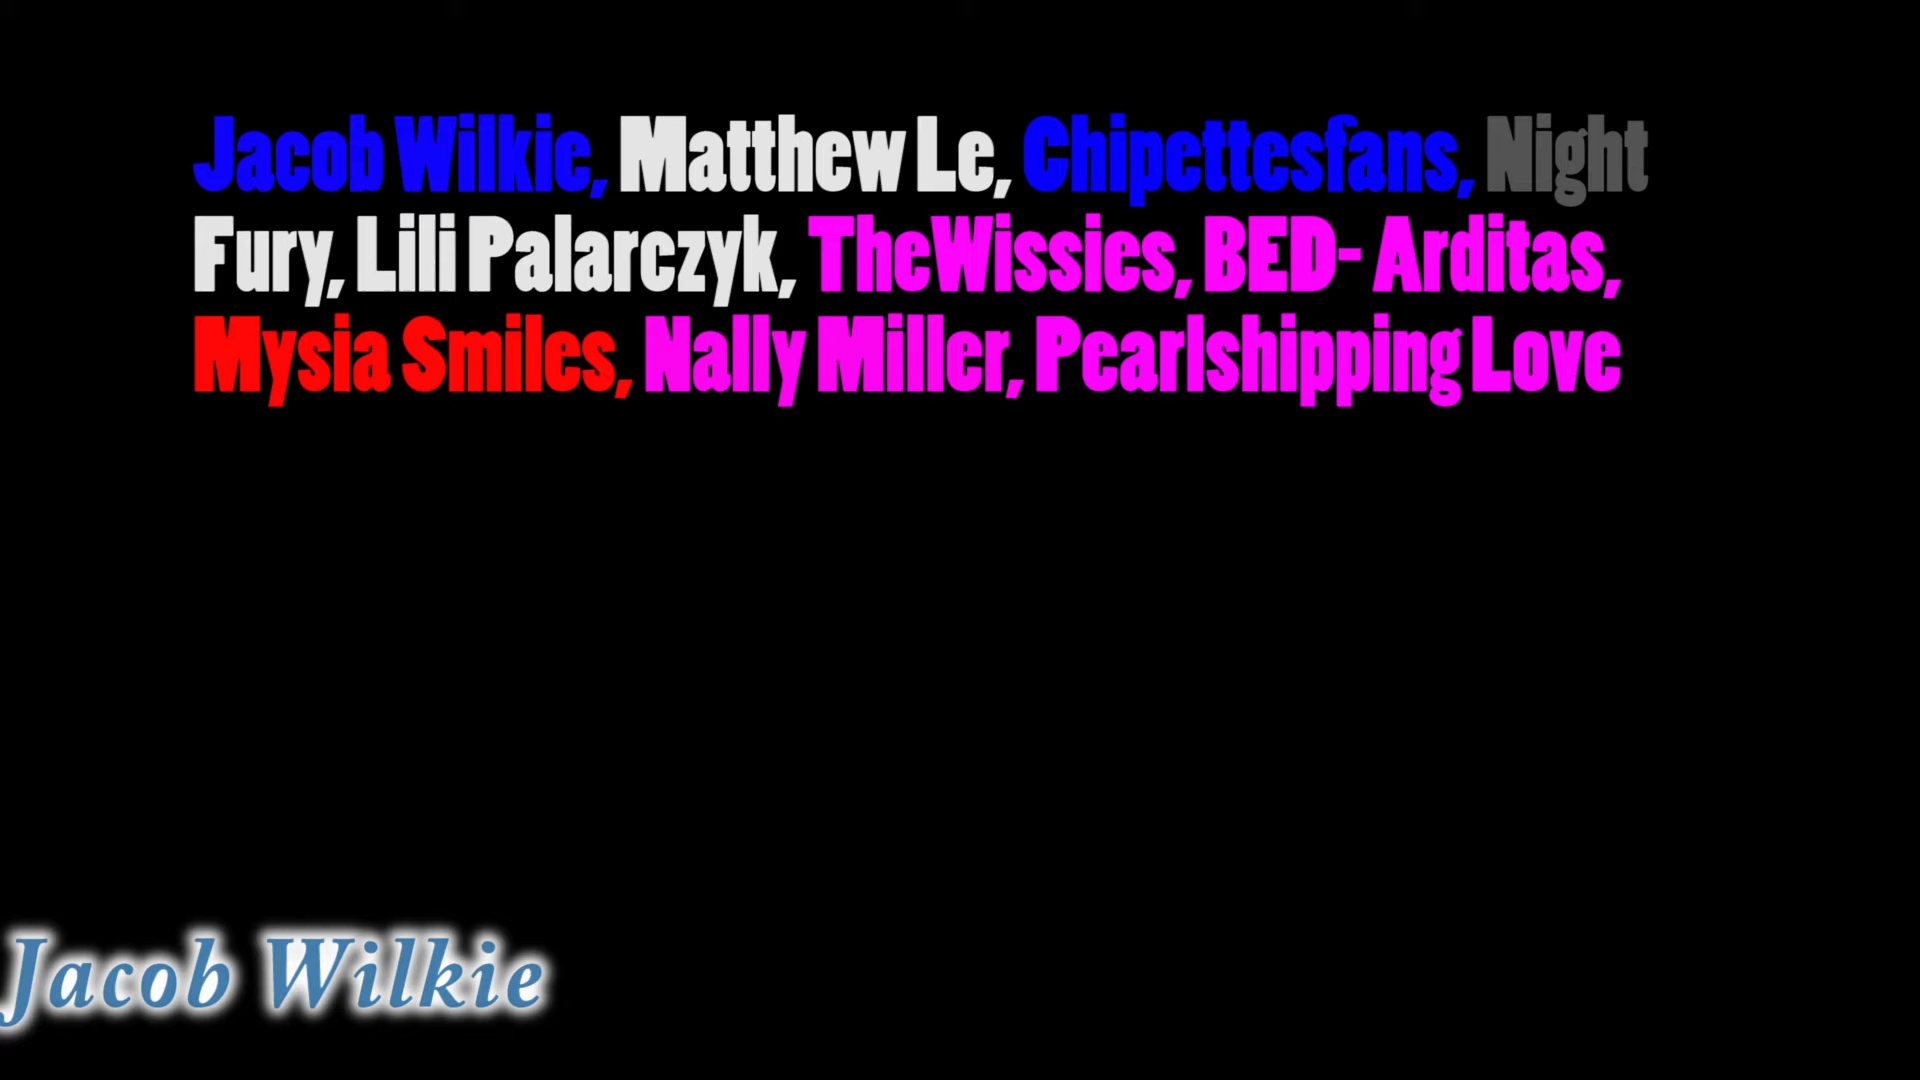 Jacob Wilkie, Matthew Le, Chipettesfans, Night
Fury, Lili Palarczyk, TheWissies, BED- Arditas,
Mysia Smiles, Nally Miller, Pearlshipping Love
Jacob Wilkie